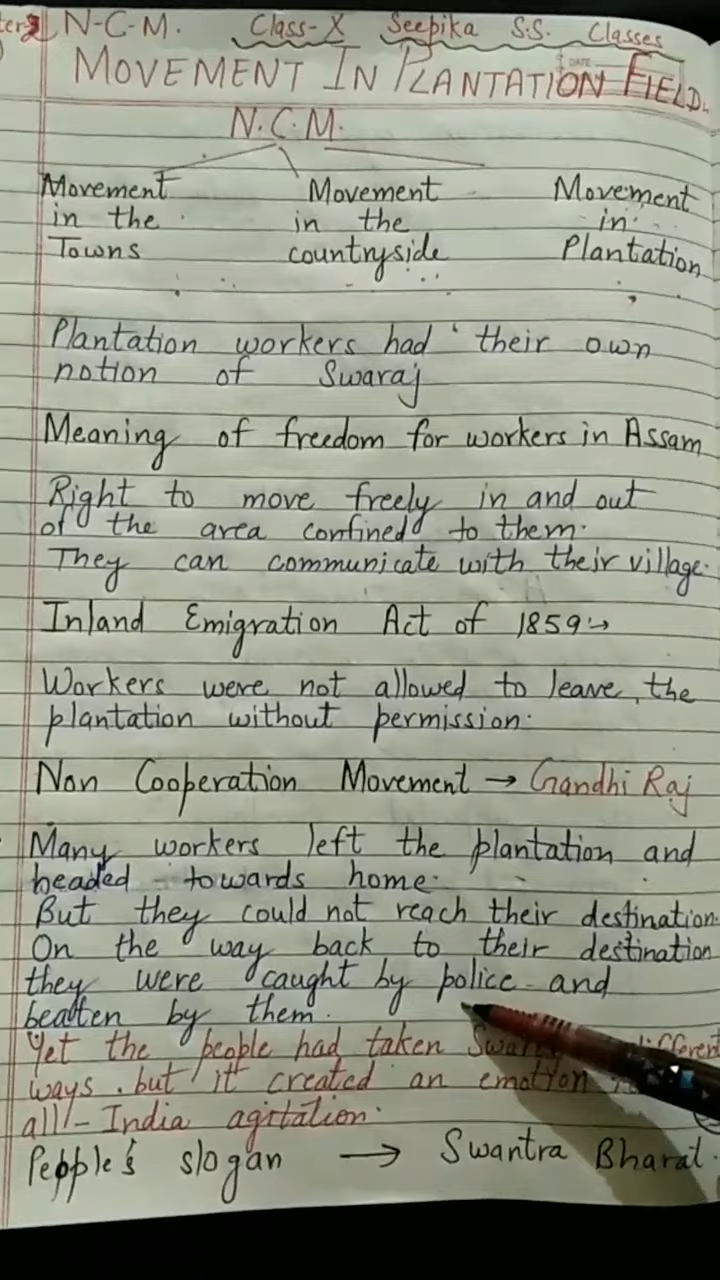 N-C-M. Class-X Seepika S.S. Classes
DATE
MOVEMENT IN PLANTATION FIELD.
N.C.M.
Movement in the Towns
Movement in the countryside
Movement in Plantation
Plantation workers had their own
notion of Swaraj
Meaning of freedom for workers in Assam
Right to move freely in and out
of the area confined to them.
They can communicate with their village.
Inland Emigration Act of 1859→
Workers were not allowed to leave the
plantation without permission.
Non Cooperation Movement → Gandhi Raj
Many workers left the plantation and
headed towards home.
But they could not reach their destination.
On the way back to their destination
they were caught by police and
beatten by them.
Yet the people had taken different
ways. but it created an emotion
all-India agitation.
People's slogan → Swantra Bharat.